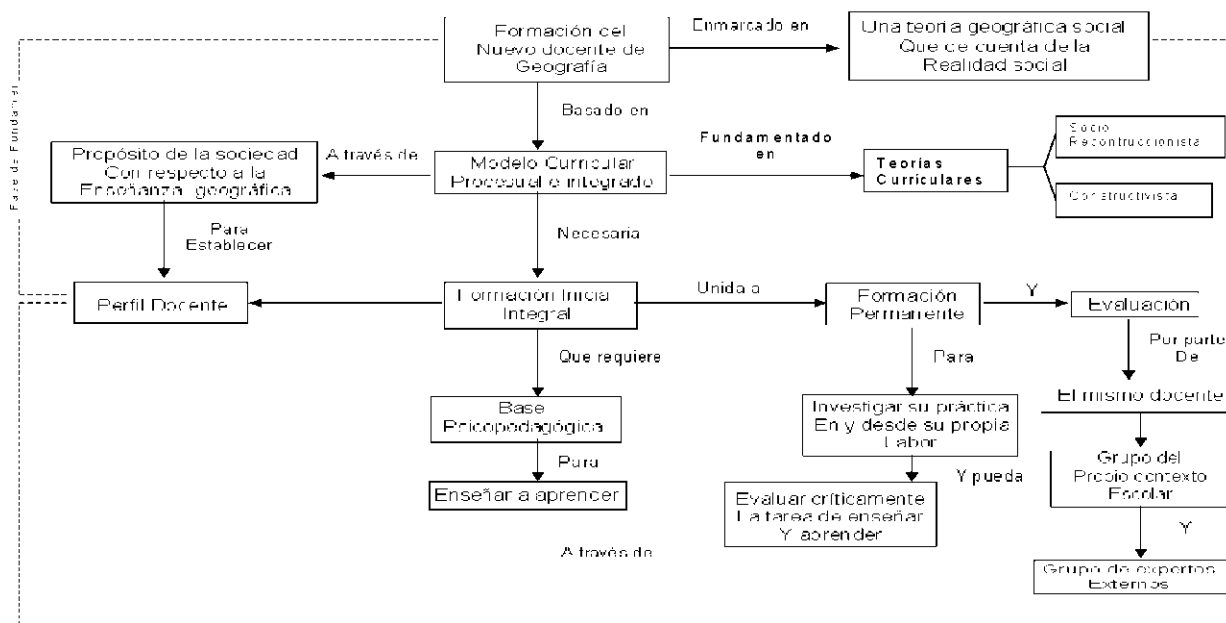 Formación del
Nuevo docente de
Geografía
Enmarcado en
Una teoría geográfica social
Que de cuenta de la
Realidad social
Fase de
Basado en
Propósito de la sociedad
Con respecto a la
Enseñanza geográfica
A través de
Modelo Curricular
Procesual e integrado
Fundamentado
en
Teorías
Curriculares
Socio
Recontruccionista
Constructivista
Para
Establecer
Necesaria
Perfil Docente
Formación Inicial
Integral
Unida a
Formación
Permanente
Y
Evaluación
Que requiere
Para
Por parte
De
Base
Psicopedagógica
Investigar su práctica
En y desde su propia
Labor
El mismo docente
Para
Enseñar a aprender
Y pueda
Grupo del
Propio contexto
Escolar
Evaluar críticamente
La tarea de enseñar
Y aprender
Y
A través de
Grupo de expertos
Externos